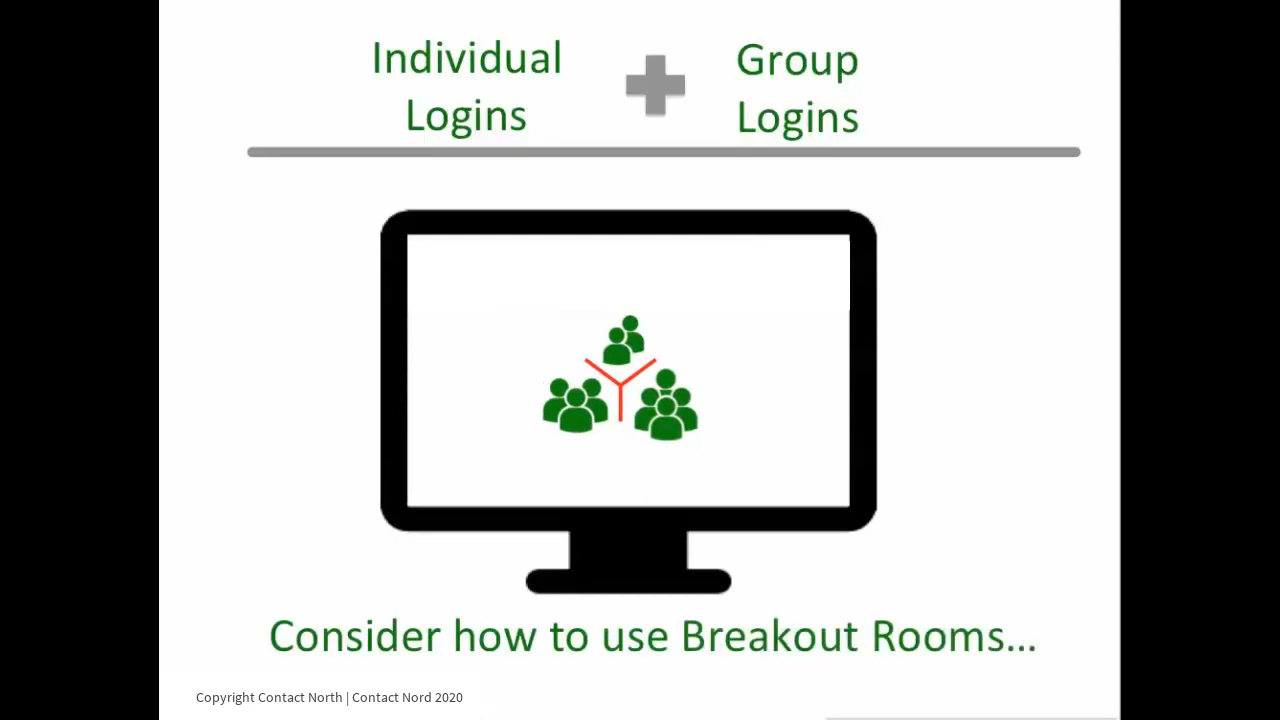 Individual
Logins
Group
Logins
Consider how to use Breakout Rooms...
Copyright Contact North | Contact Nord 2020